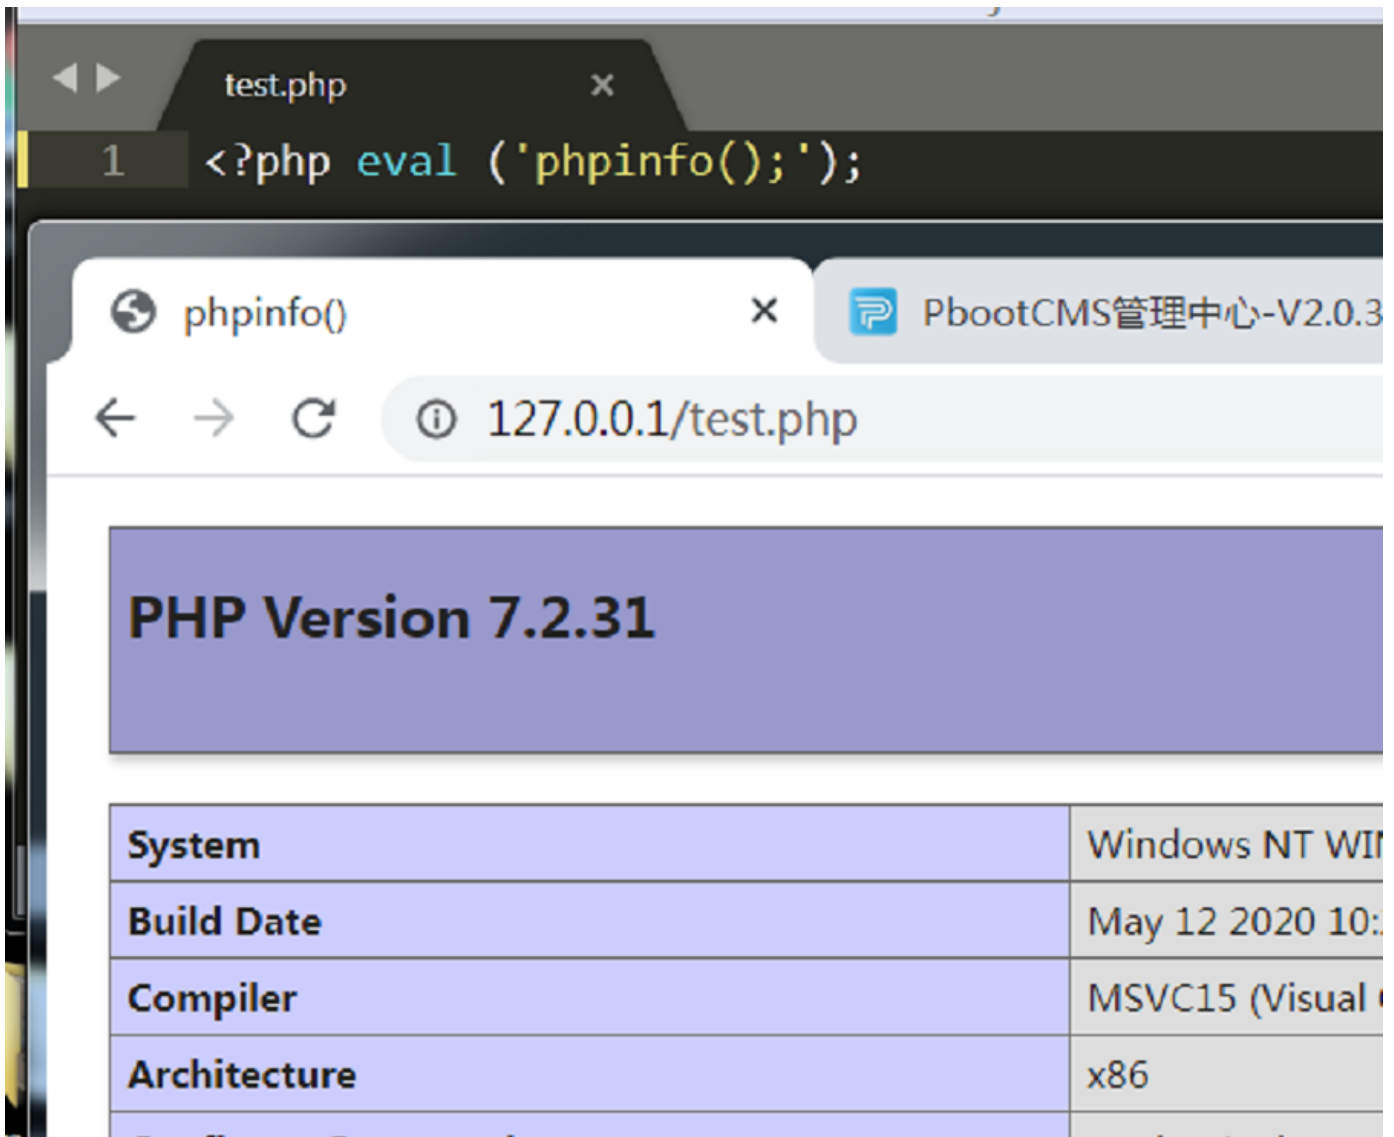 test.php
1 <?php eval ('phpinfo();');
phpinfo()
PbootCMS管理中心-V2.0.3
127.0.0.1/test.php
PHP Version 7.2.31
System Windows NT
Build Date May 12 2020 10:
Compiler MSVC15 (Visual
Architecture x86